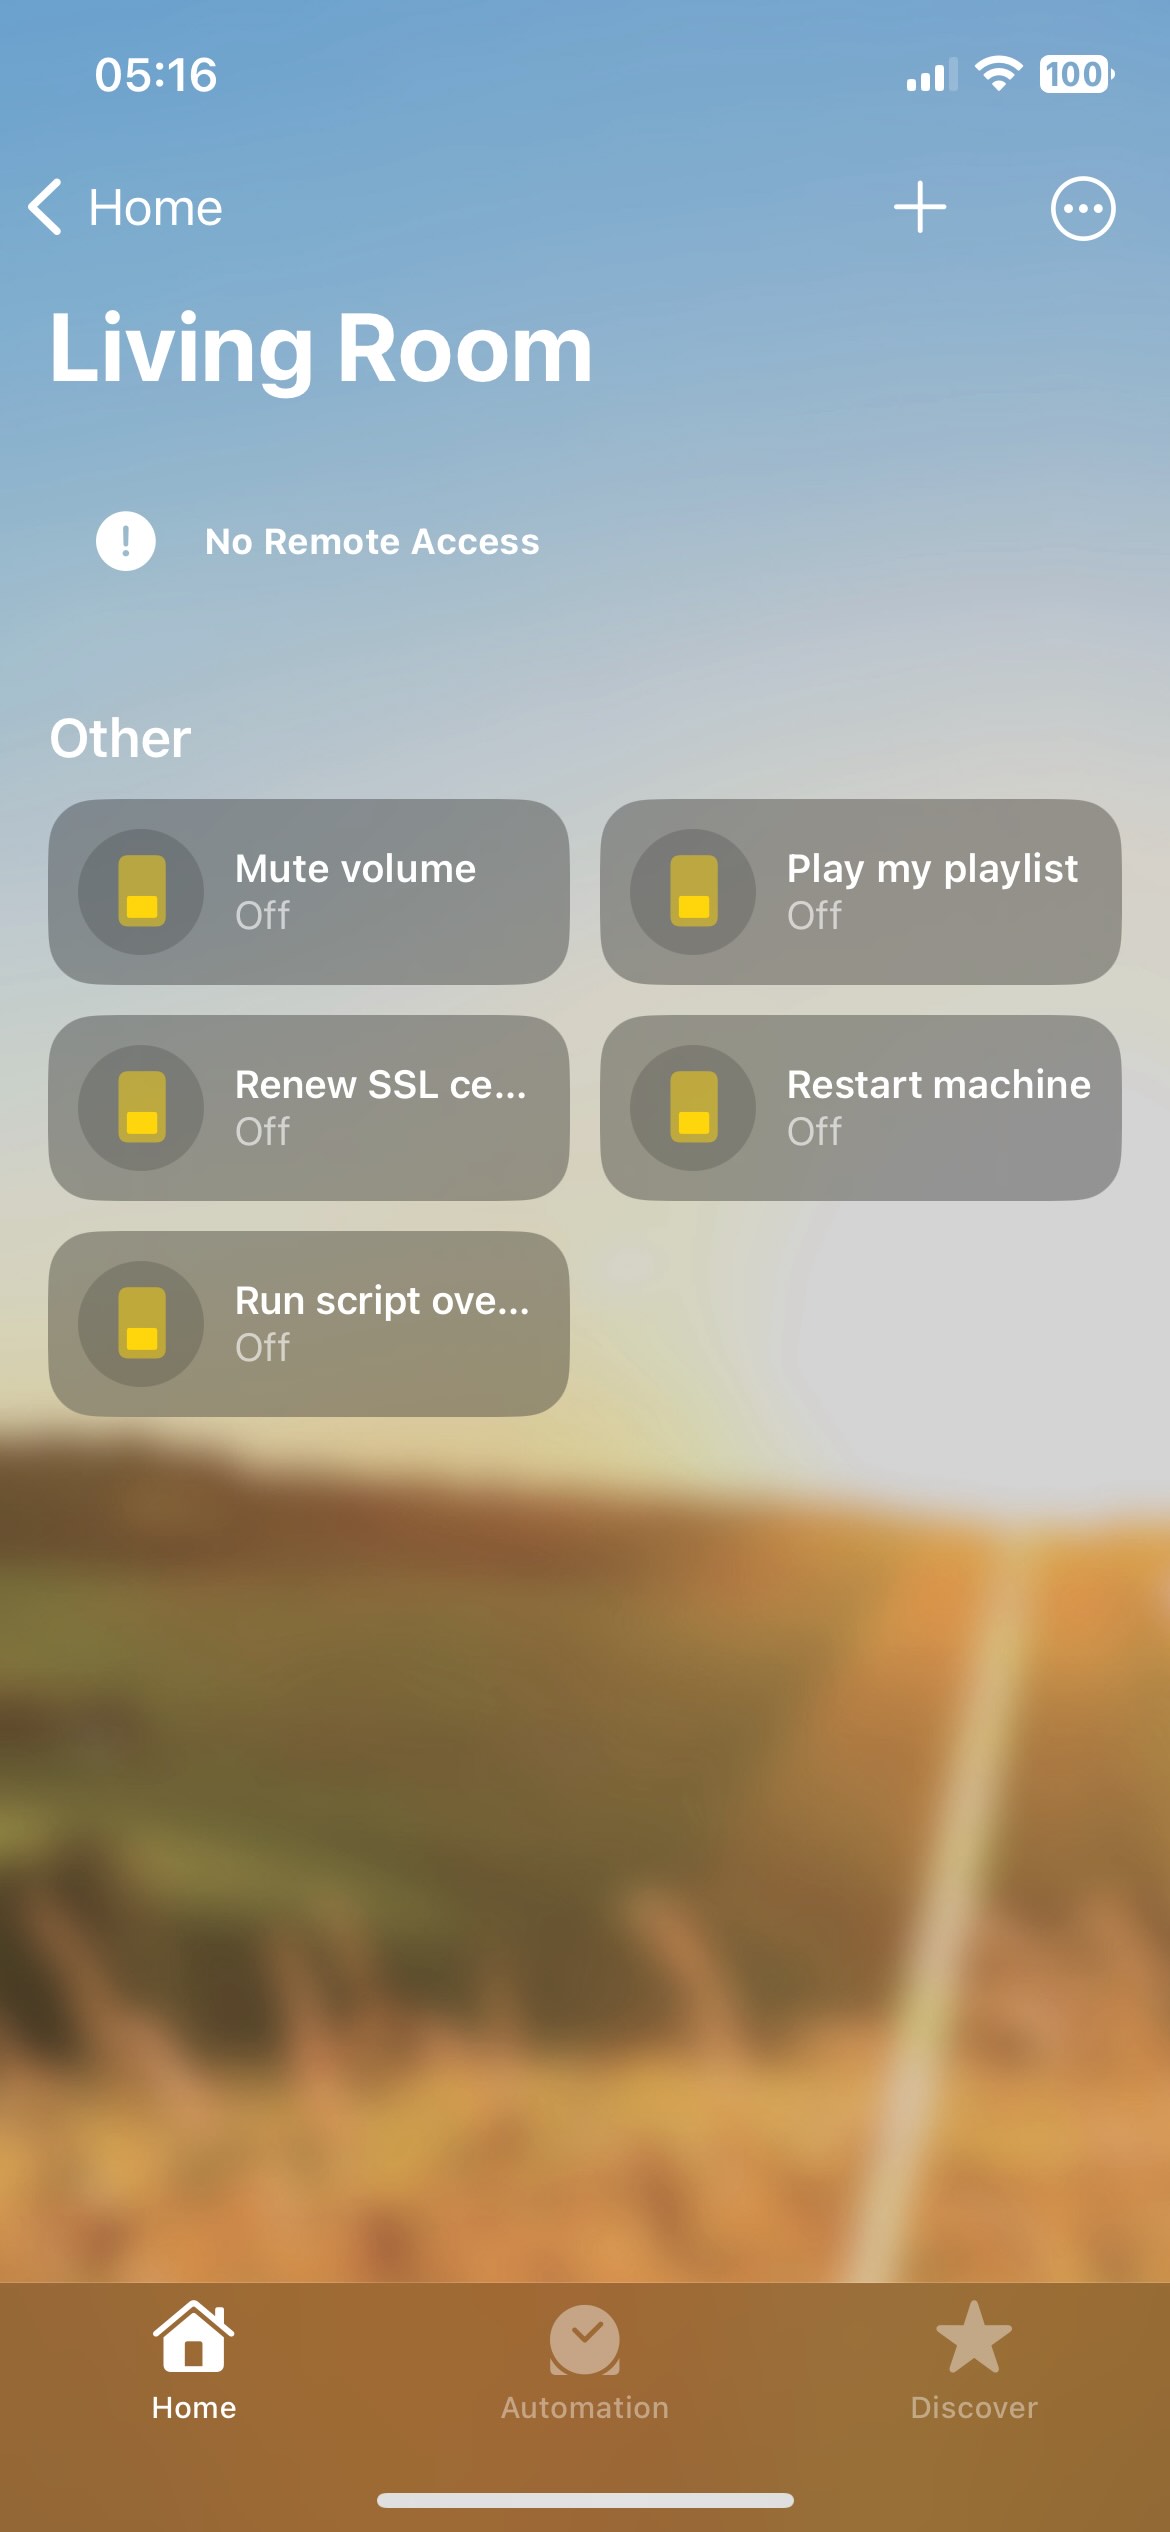 05:16
100
Home
Living Room
No Remote Access
Other
Mute volume
Off
Play my playlist
Off
Renew SSL ce...
Off
Restart machine
Off
Run script ove...
Off
Home
Automation
Discover